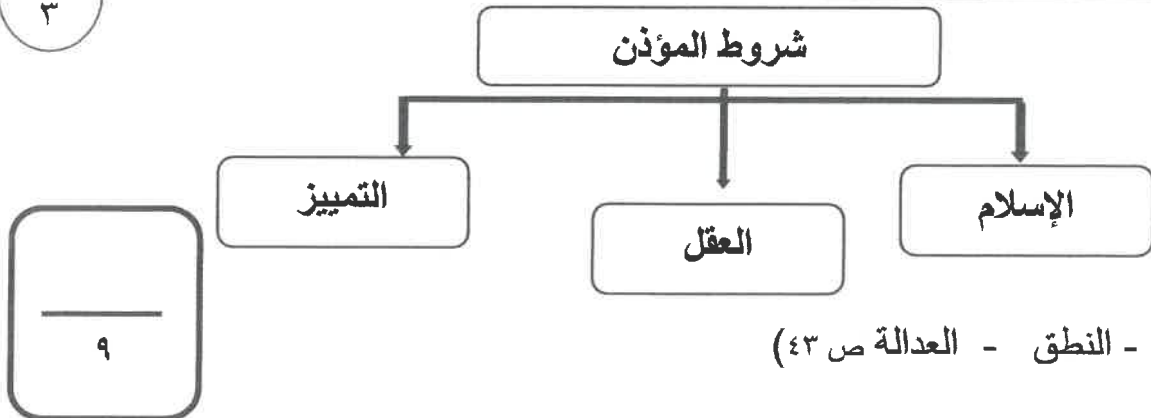 ٣
شروط المؤذن
الإسلام
العقل
التمييز
- النطق - العدالة ص ٤٣)
٩